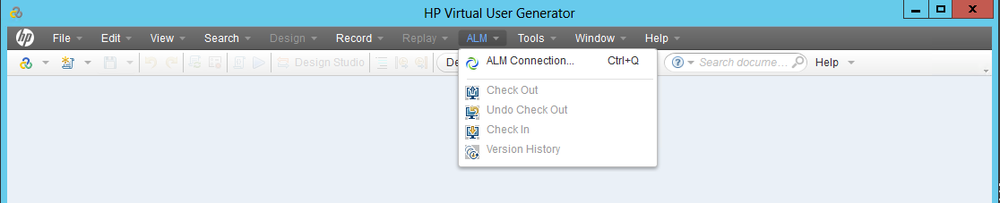 HP Virtual User Generator
hp File Edit View Search Design Record Replay ALM Tools Window Help
Design Studio De Search docume... Help
ALM Connection... Ctrl+Q
Check Out
Undo Check Out
Check In
Version History